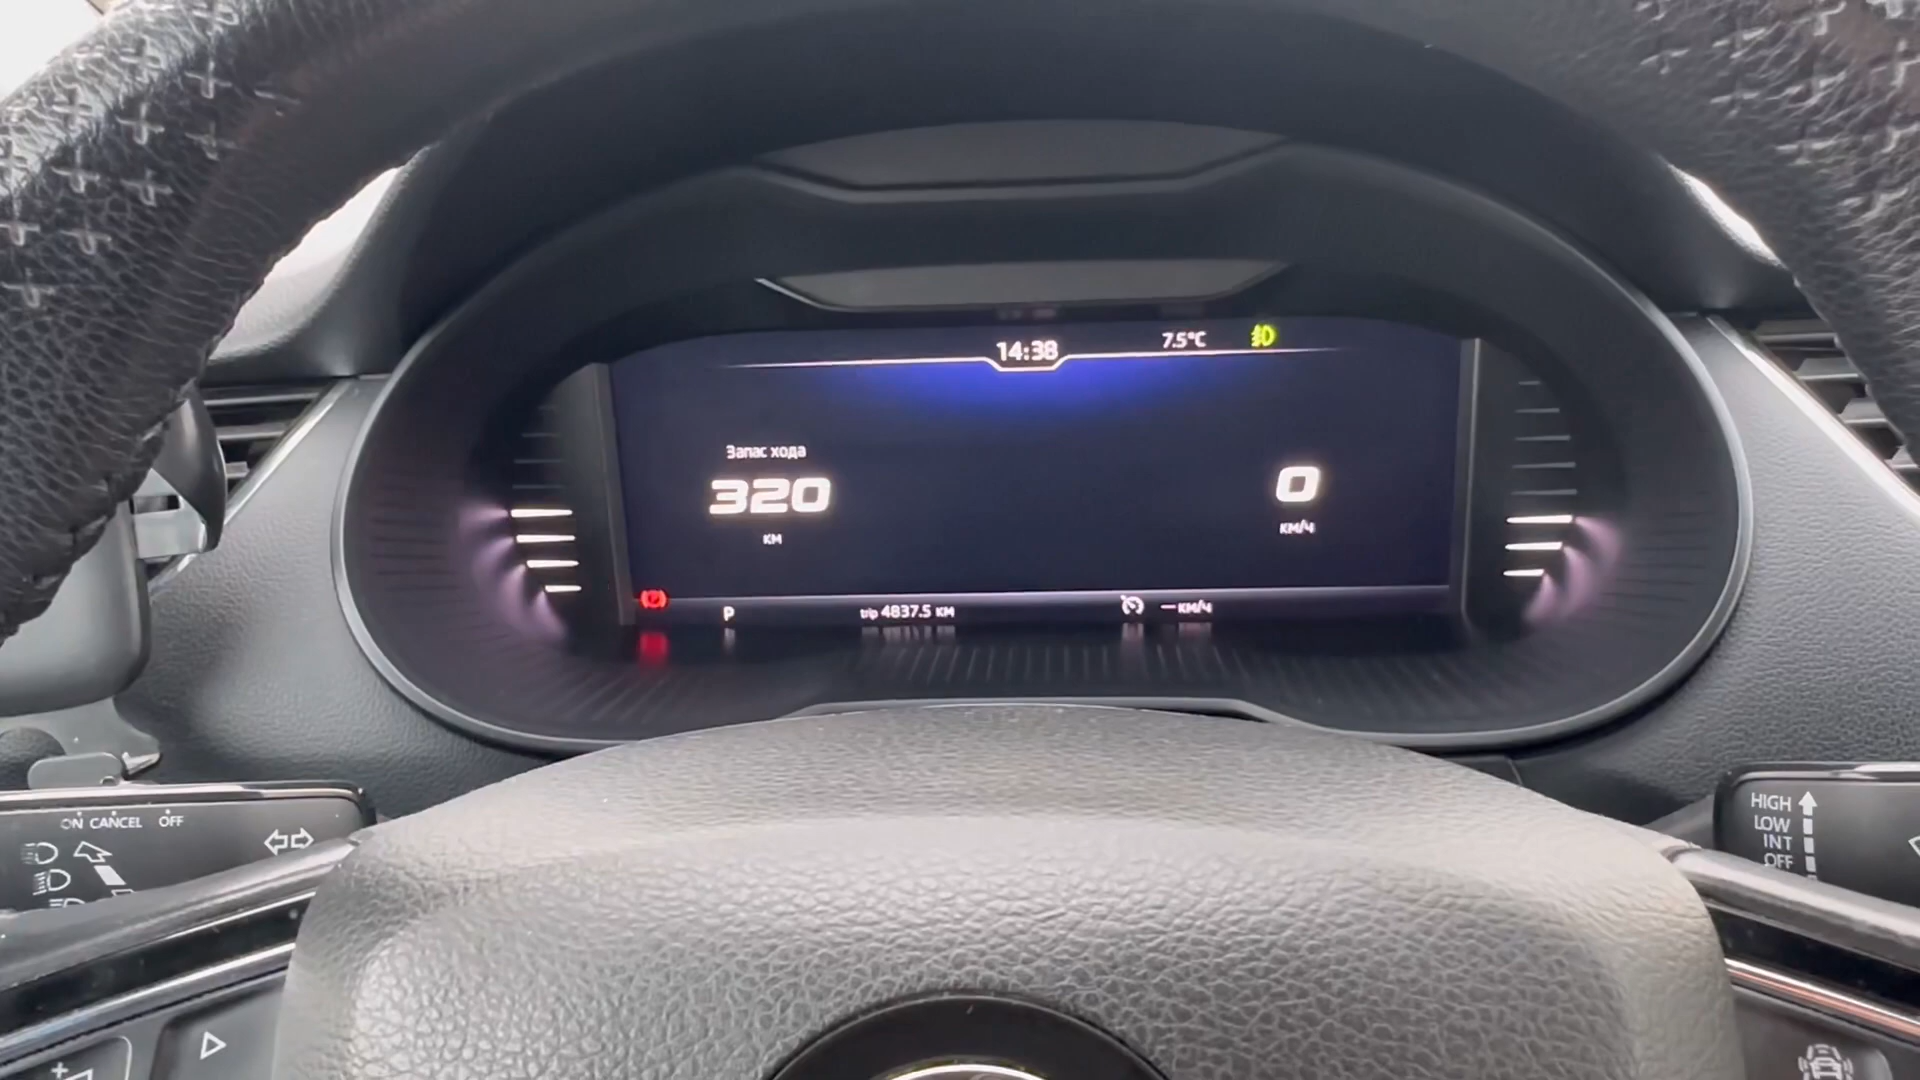 14:38
7.5°C
Запас хода
320
км
0
км/ч
P
trip 4837.5 км
— км/ч
ON CANCEL OFF
HIGH
LOW
INT
OFF